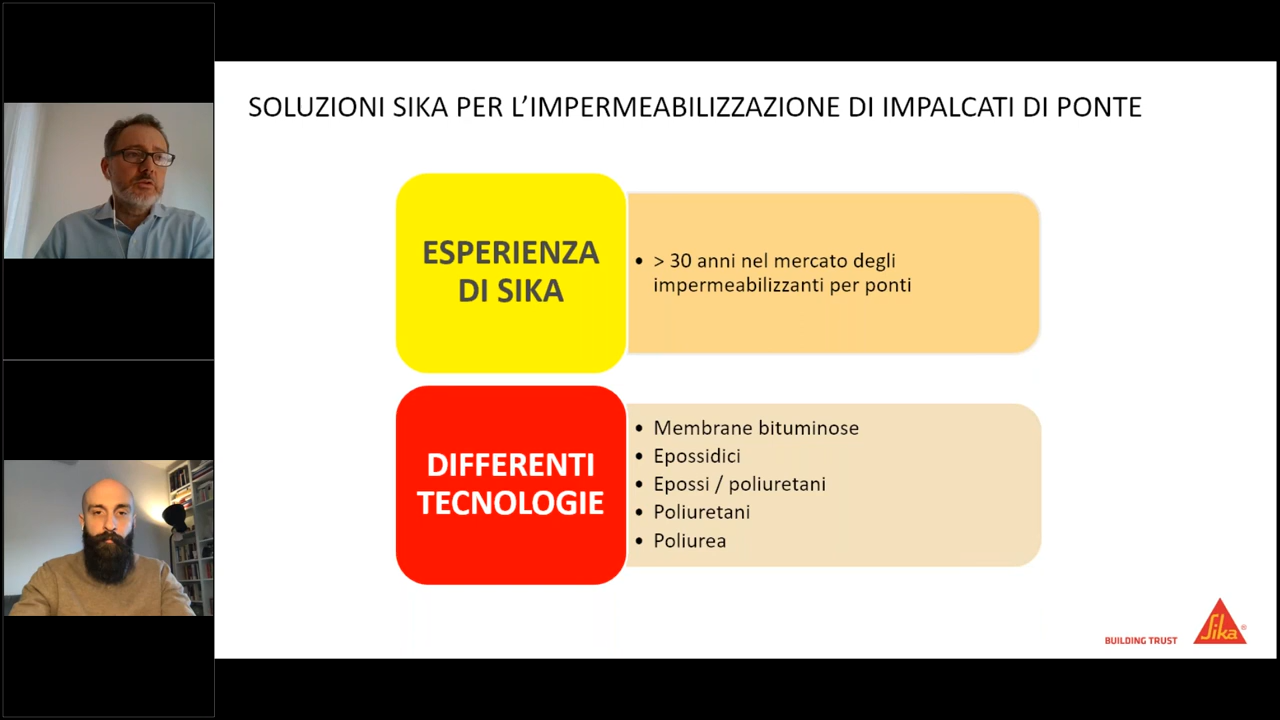 SOLUZIONI SIKA PER L’IMPERMEABILIZZAZIONE DI IMPALCATI DI PONTE
ESPERIENZA
DI SIKA
• > 30 anni nel mercato degli
impermeabilizzanti per ponti
DIFFERENTI
TECNOLOGIE
• Membrane bituminose
• Epossidici
• Epossi / poliuretani
• Poliuretani
• Poliurea
BUILDING TRUST
Sika®